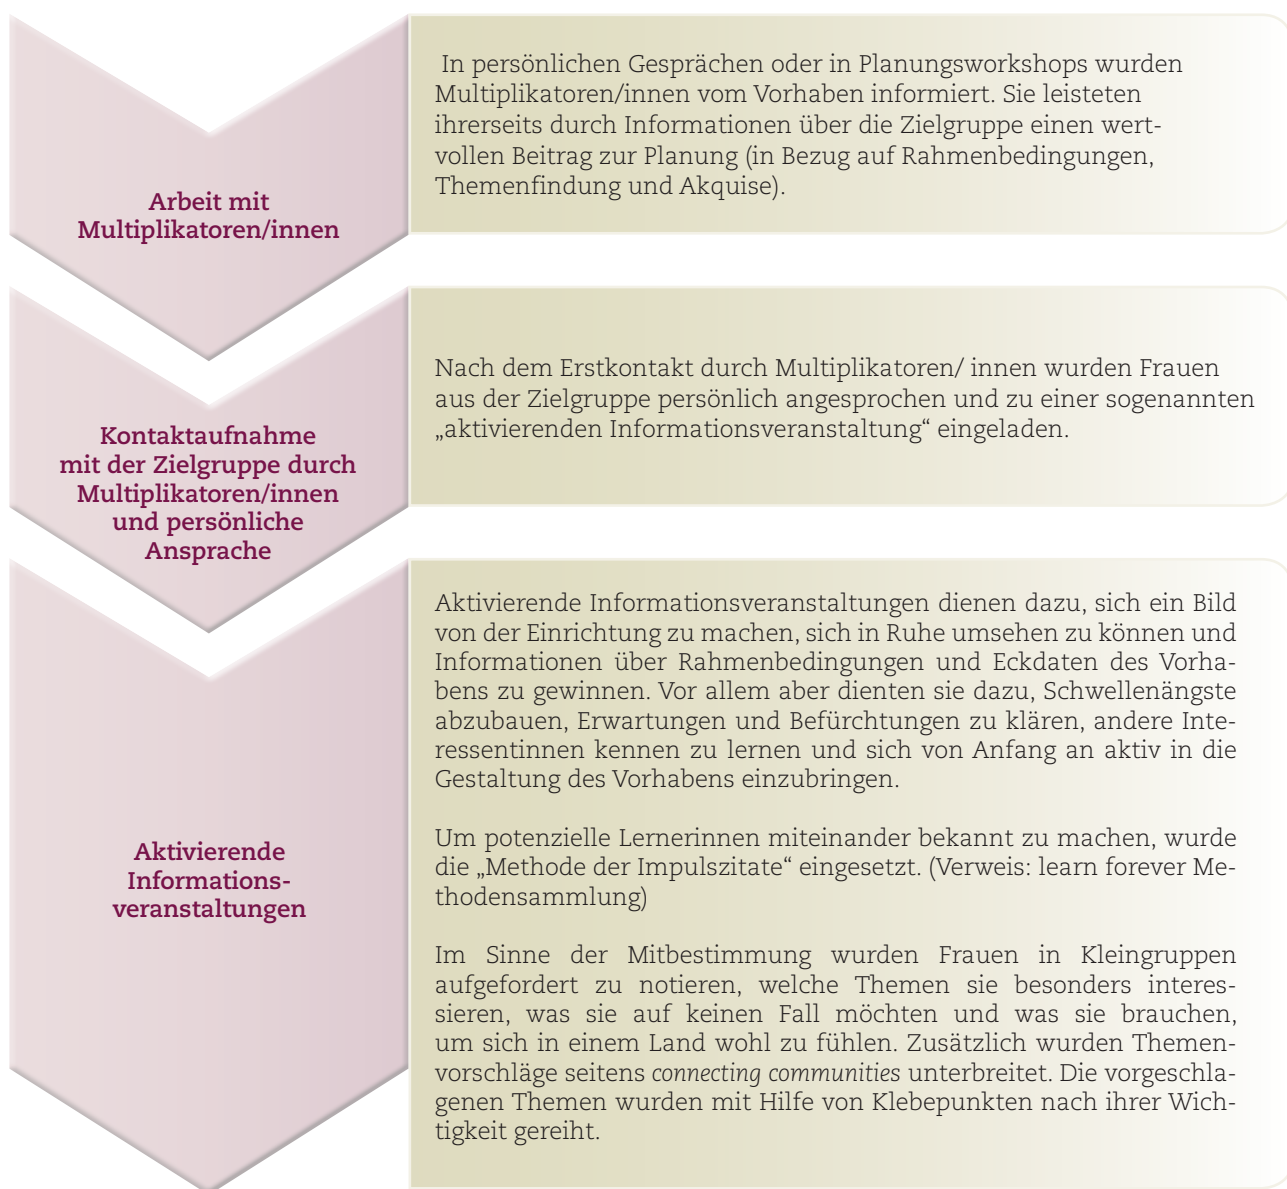 Arbeit mit
Multiplikatoren/innen
In persönlichen Gesprächen oder in Planungsworkshops wurden
Multiplikatoren/innen vom Vorhaben informiert. Sie leisteten
ihrerseits durch Informationen über die Zielgruppe einen wert-
vollen Beitrag zur Planung (in Bezug auf Rahmenbedingungen,
Themenfindung und Akquise).
Kontaktaufnahme
mit der Zielgruppe durch
Multiplikatoren/innen
und persönliche
Ansprache
Nach dem Erstkontakt durch Multiplikatoren/ innen wurden Frauen
aus der Zielgruppe persönlich angesprochen und zu einer sogenannten
„aktivierenden Informationsveranstaltung“ eingeladen.
Aktivierende
Informations-
veranstaltungen
Aktivierende Informationsveranstaltungen dienen dazu, sich ein Bild
von der Einrichtung zu machen, sich in Ruhe umsehen zu können und
Informationen über Rahmenbedingungen und Eckdaten des Vorha-
bens zu gewinnen. Vor allem aber dienten sie dazu, Schwellenängste
abzubauen, Erwartungen und Befürchtungen zu klären, andere Inte-
ressentinnen kennen zu lernen und sich von Anfang an aktiv in die
Gestaltung des Vorhabens einzubringen.
Um potenzielle Lernerinnen miteinander bekannt zu machen, wurde
die „Methode der Impulszitate“ eingesetzt. (Verweis: learn forever Me-
thodensammlung)
Im Sinne der Mitbestimmung wurden Frauen in Kleingruppen
aufgefordert zu notieren, welche Themen sie besonders interes-
sieren, was sie auf keinen Fall möchten und was sie brauchen,
um sich in einem Land wohl zu fühlen. Zusätzlich wurden Themen-
vorschläge seitens connecting communities unterbreitet. Die vorgeschla-
genen Themen wurden mit Hilfe von Klebepunkten nach ihrer Wich-
tigkeit gereiht.